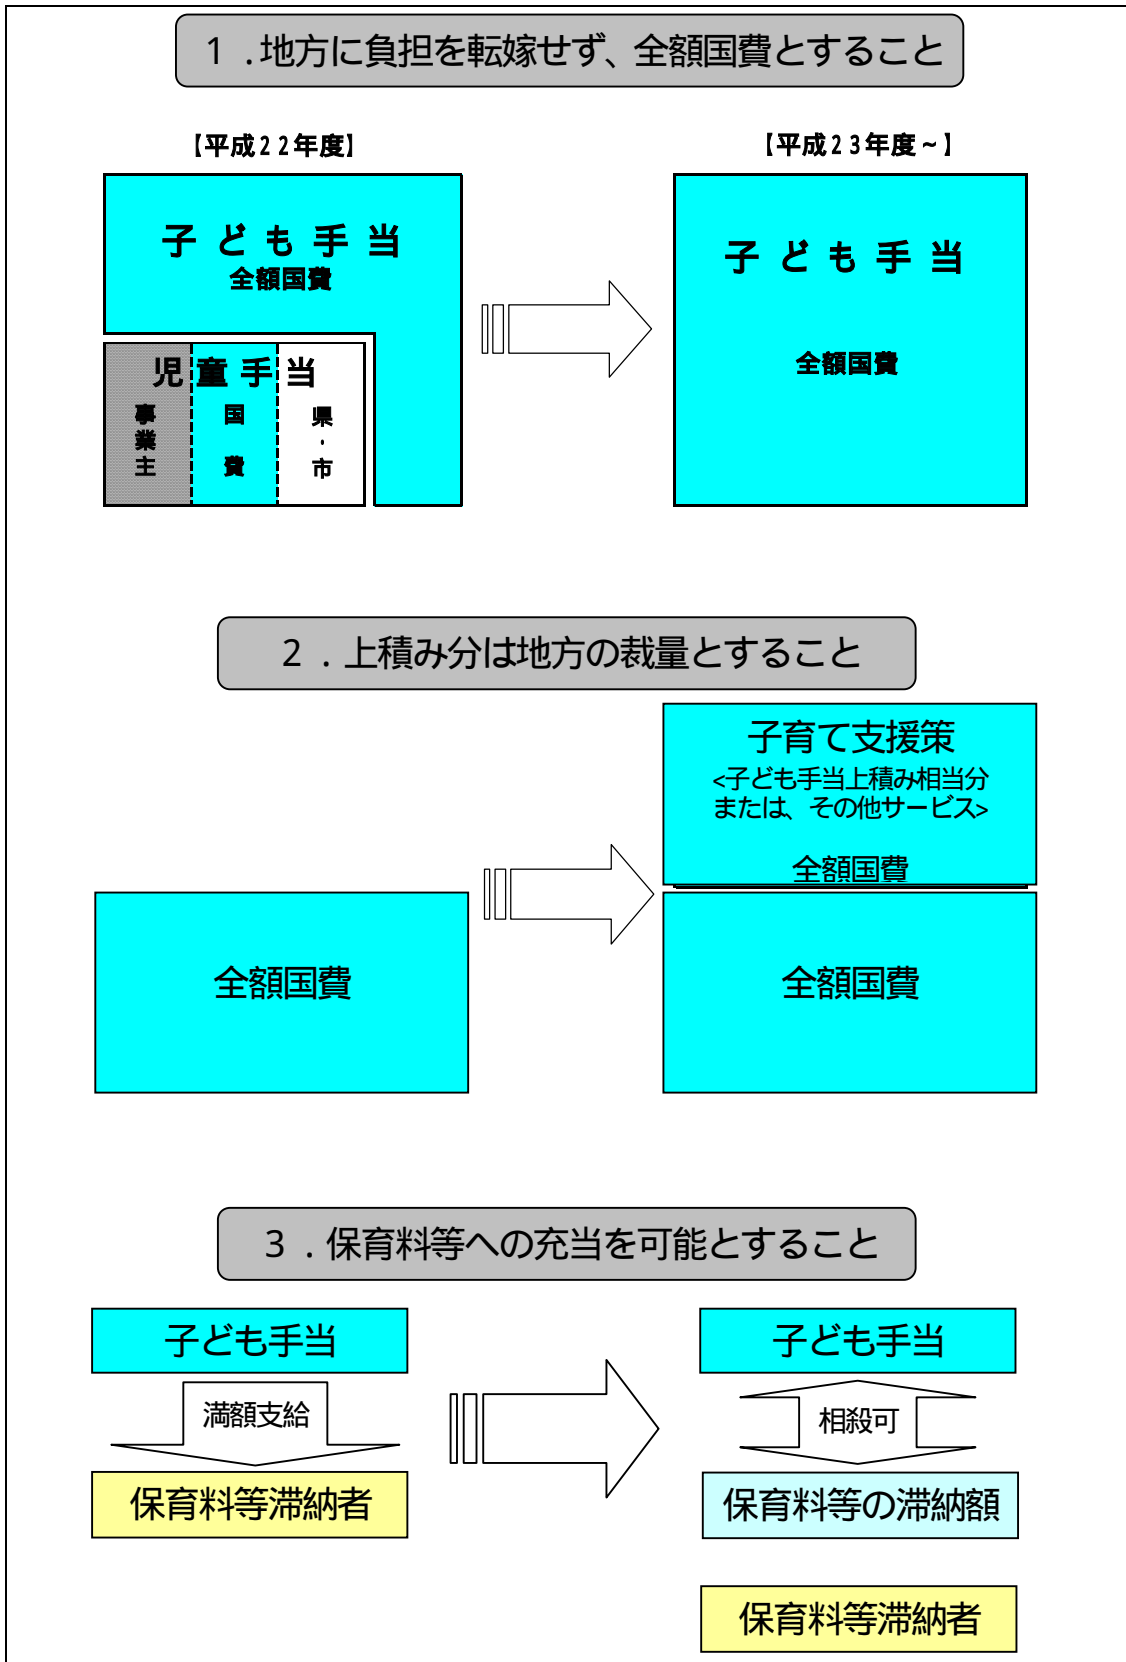 １．地方に負担を転嫁せず、全額国費とすること
【平成２２年度】
【平成２３年度～】
子ども手当
全額国費
児童手当
事業主
国費
県・市
子ども手当
全額国費
２．上積み分は地方の裁量とすること
子育て支援策
<子ども手当上積み相当分
または、その他サービス>
全額国費
全額国費
全額国費
３．保育料等への充当を可能とすること
子ども手当
満額支給
保育料等滞納者
子ども手当
相殺可
保育料等の滞納額
保育料等滞納者